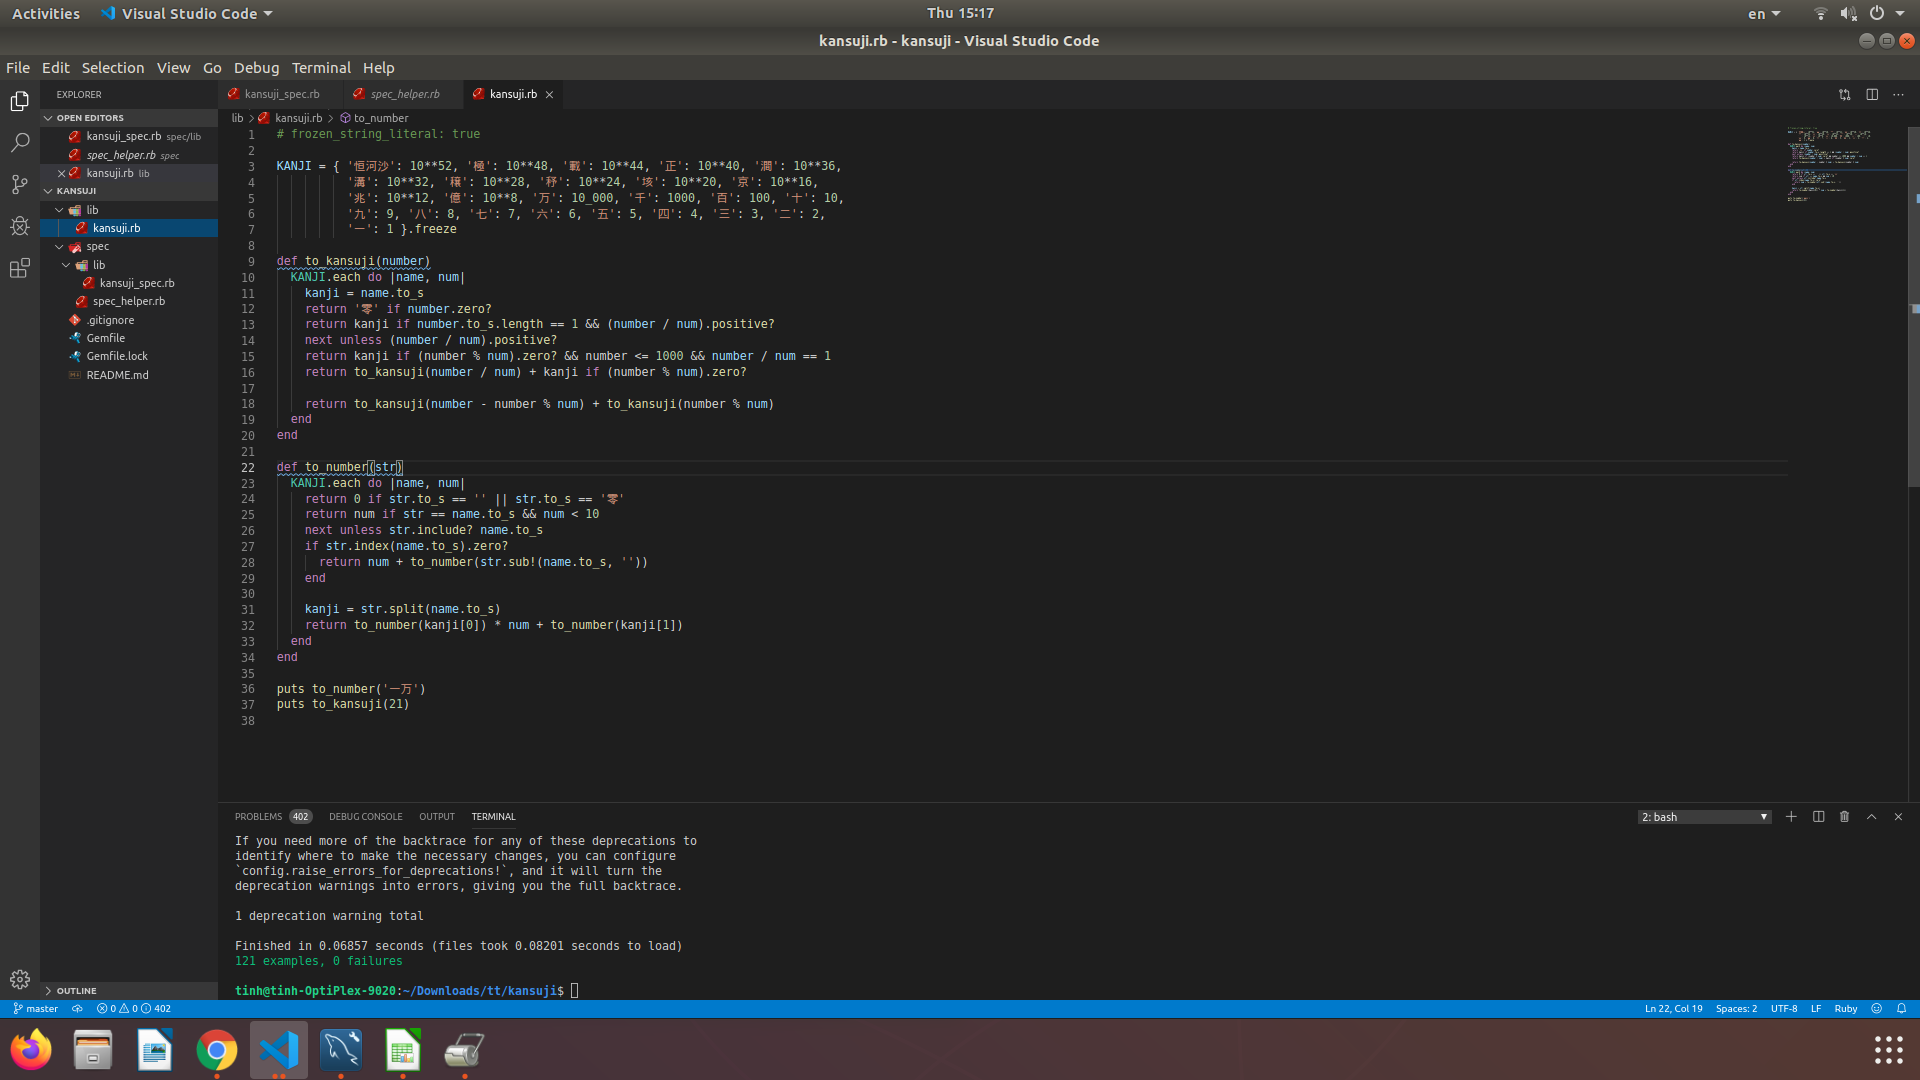 Activities
Visual Studio Code
Thu 15:17
en
kansuji.rb - kansuji - Visual Studio Code
File Edit Selection View Go Debug Terminal Help
EXPLORER
OPEN EDITORS
kansuji_spec.rb spec/lib
spec_helper.rb spec
kansuji.rb lib
KANSUJI
lib
kansuji.rb
spec
lib
kansuji_spec.rb
spec_helper.rb
.gitignore
Gemfile
Gemfile.lock
README.md
OUTLINE
kansuji_spec.rb
spec_helper.rb
kansuji.rb
lib > kansuji.rb > to_number
1 # frozen_string_literal: true
2
3 KANJI = { '恒河沙': 10**52, '極': 10**48, '載': 10**44, '正': 10**40, '澗': 10**36,
4 '溝': 10**32, '穣': 10**28, '秄': 10**24, '垓': 10**20, '京': 10**16,
5 '兆': 10**12, '億': 10**8, '万': 10_000, '千': 1000, '百': 100, '十': 10,
6 '九': 9, '八': 8, '七': 7, '六': 6, '五': 5, '四': 4, '三': 3, '二': 2,
7 '一': 1 }.freeze
8
9 def to_kansuji(number)
10 KANJI.each do |name, num|
11 kanji = name.to_s
12 return '零' if number.zero?
13 return kanji if number.to_s.length == 1 && (number / num).positive?
14 next unless (number / num).positive?
15 return kanji if (number % num).zero? && number <= 1000 && number / num == 1
16 return to_kansuji(number / num) + kanji if (number % num).zero?
17
18 return to_kansuji(number - number % num) + to_kansuji(number % num)
19 end
20 end
21
22 def to_number(str)
23 KANJI.each do |name, num|
24 return 0 if str.to_s == '' || str.to_s == '零'
25 return num if str == name.to_s && num < 10
26 next unless str.include? name.to_s
27 if str.index(name.to_s).zero?
28 return num + to_number(str.sub!(name.to_s, ''))
29 end
30
31 kanji = str.split(name.to_s)
32 return to_number(kanji[0]) * num + to_number(kanji[1])
33 end
34 end
35
36 puts to_number('一万')
37 puts to_kansuji(21)
38
PROBLEMS 402 DEBUG CONSOLE OUTPUT TERMINAL
2: bash
If you need more of the backtrace for any of these deprecations to
identify where to make the necessary changes, you can configure
`config.raise_errors_for_deprecations!`, and it will turn the
deprecation warnings into errors, giving you the full backtrace.
1 deprecation warning total
Finished in 0.06857 seconds (files took 0.08201 seconds to load)
121 examples, 0 failures
tinh@tinh-OptiPlex-9020:~/Downloads/tt/kansuji$
master 0 0 402
Ln 22, Col 19 Spaces: 2 UTF-8 LF Ruby